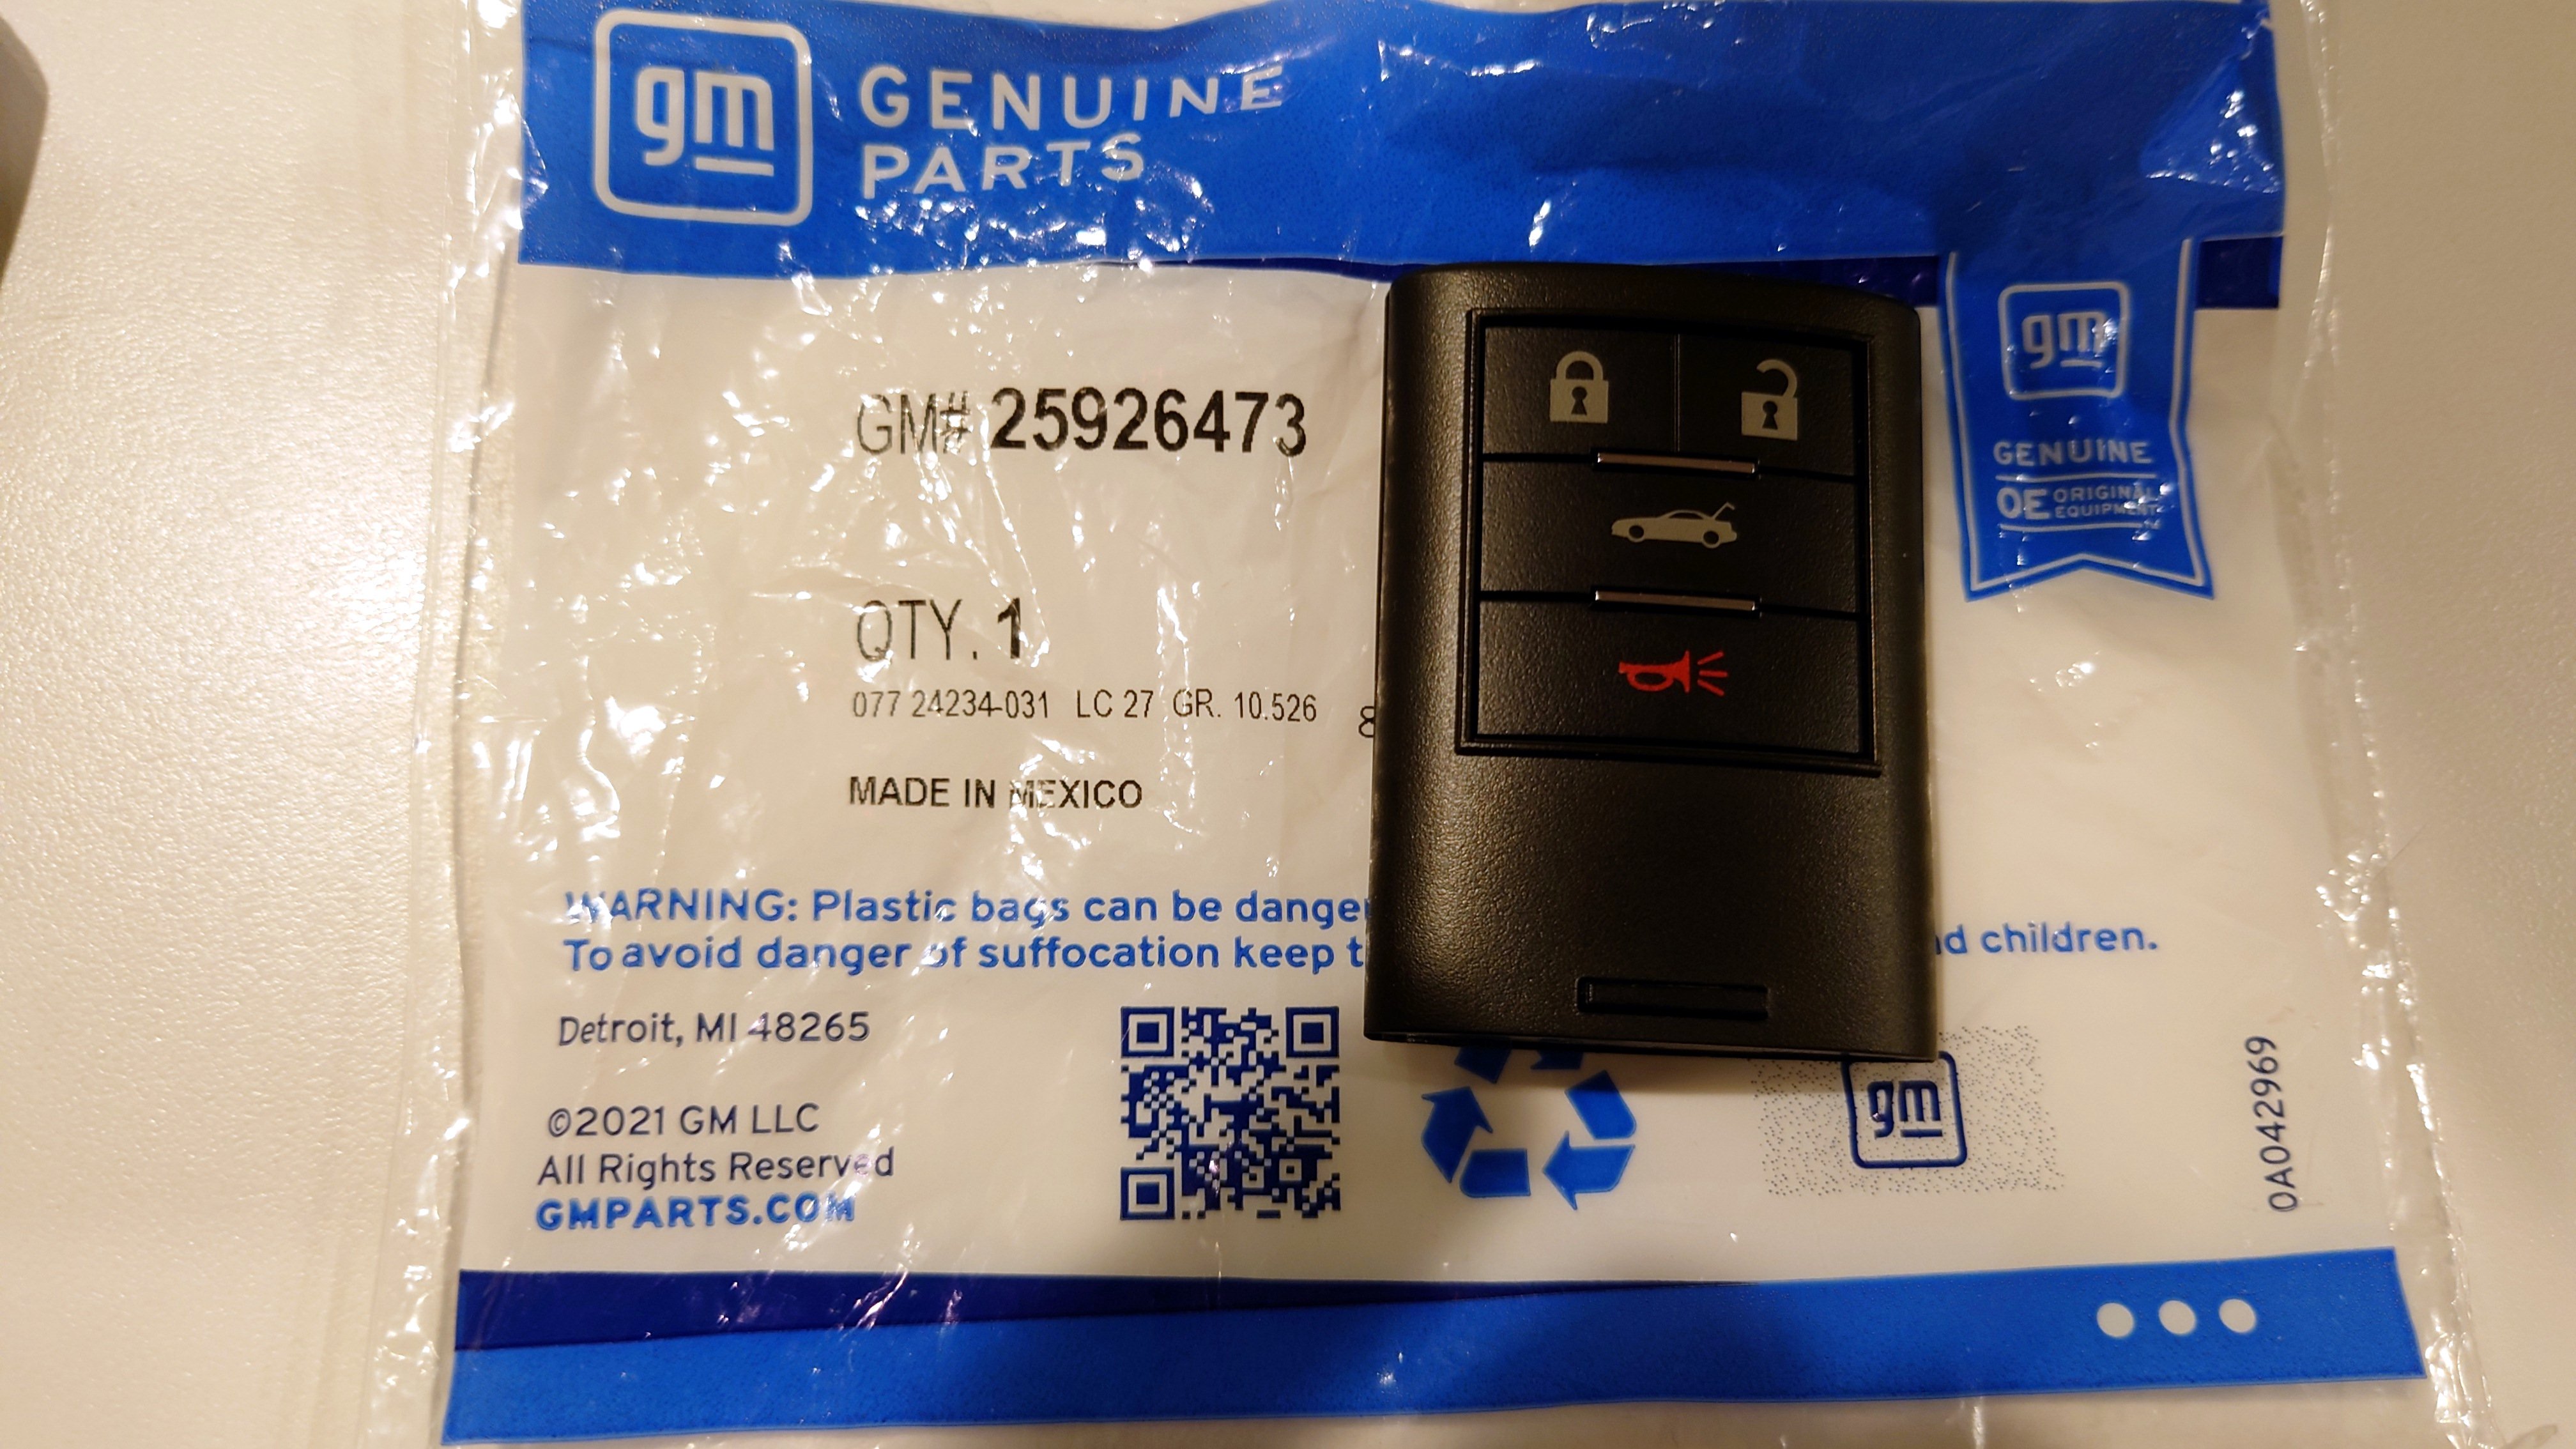 gm
GENUINE
PARTS
gm
GENUINE
OE ORIGINAL
EQUIPMENT
GM# 25926473
QTY. 1
077 24234-031 LC 27 GR. 10.526
MADE IN MEXICO
WARNING: Plastic bags can be
To avoid danger of suffocation keep children.
Detroit, MI 48265
©2021 GM LLC
All Rights Reserved
GMPARTS.COM
gm
0A042969